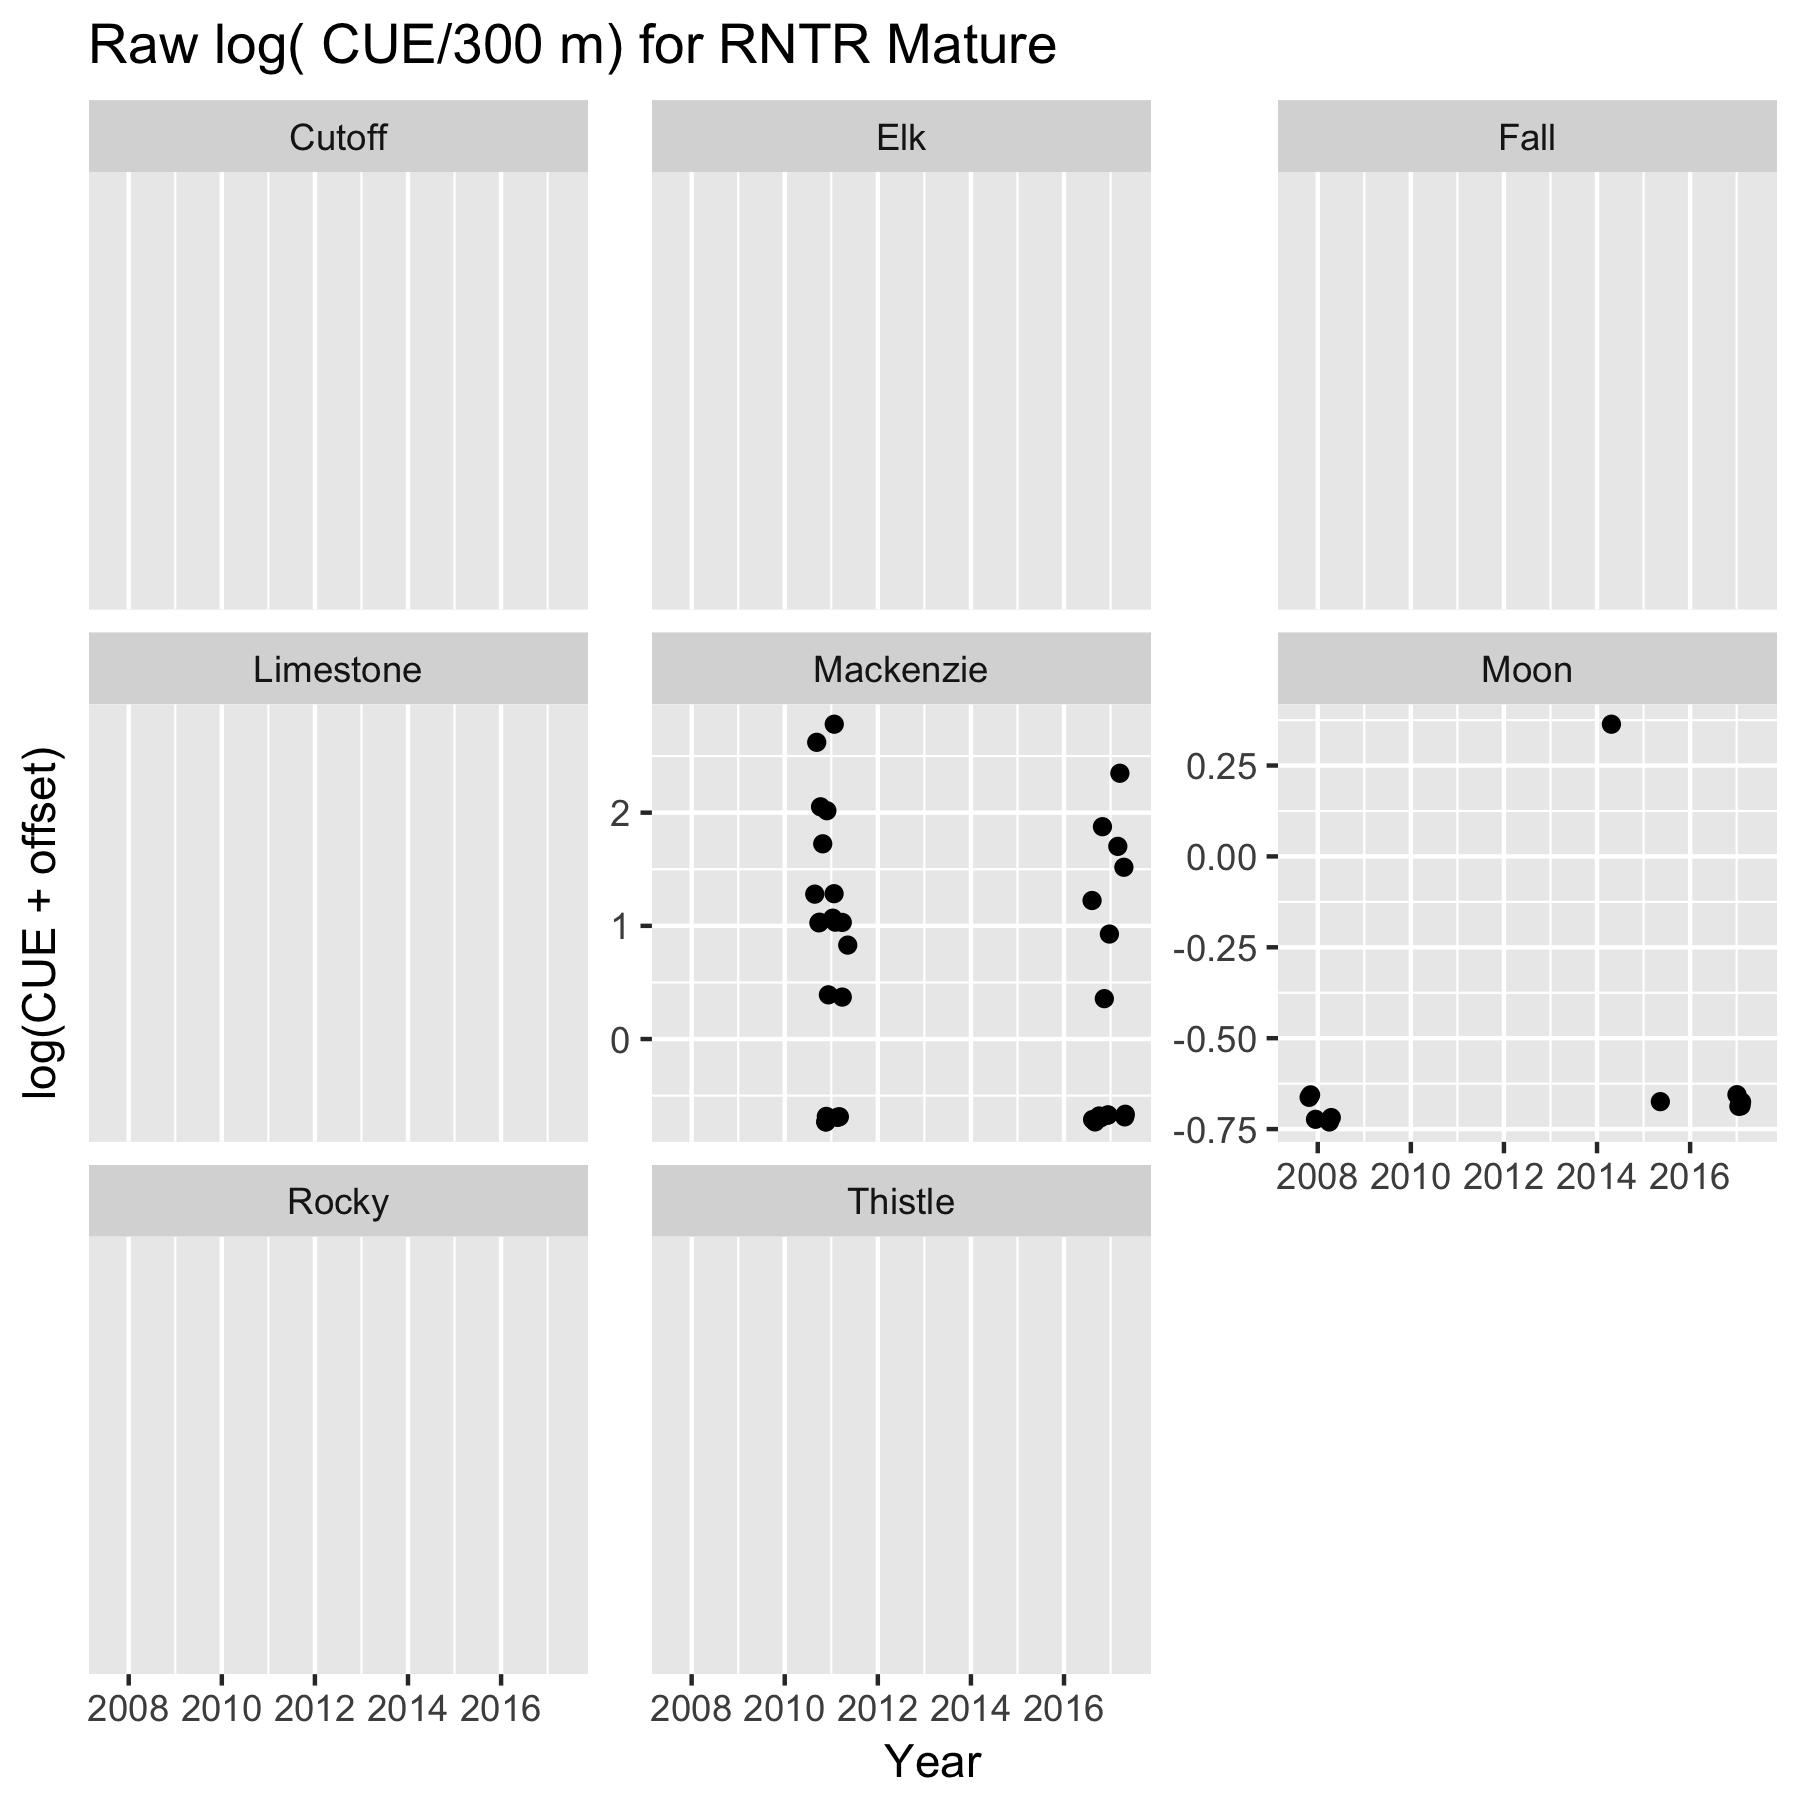 Raw log( CUE/300 m) for RNTR Mature
Cutoff
Elk
Fall
Limestone
Mackenzie
Moon
log(CUE + offset)
2
1
0
0.25
0.00
-0.25
-0.50
-0.75
2008 2010 2012 2014 2016
Rocky
Thistle
2008 2010 2012 2014 2016
2008 2010 2012 2014 2016
Year